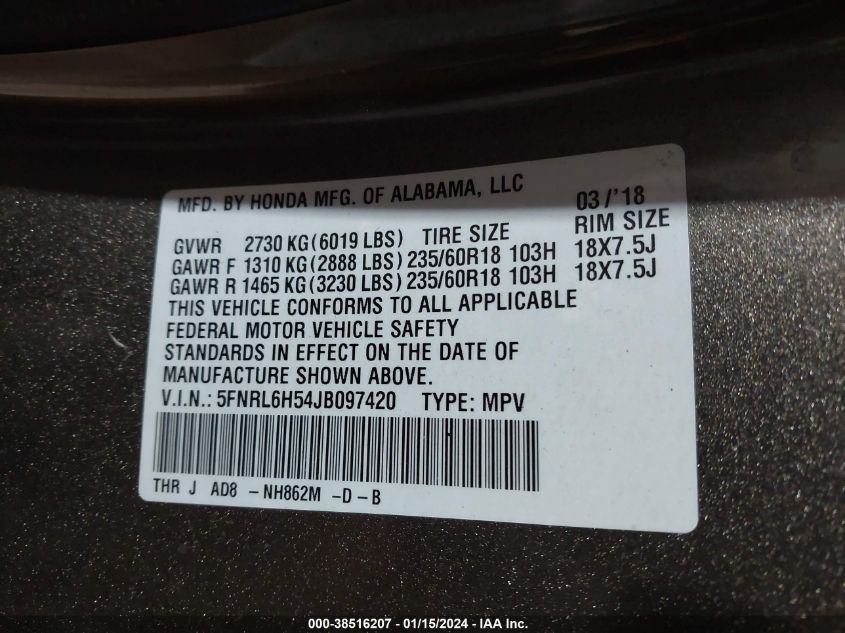 MFD. BY HONDA MFG. OF ALABAMA, LLC 03/'18
GVWR 2730 KG(6019 LBS) TIRE SIZE RIM SIZE
GAWR F 1310 KG(2888 LBS) 235/60R18 103H 18X7.5J
GAWR R 1465 KG(3230 LBS) 235/60R18 103H 18X7.5J
THIS VEHICLE CONFORMS TO ALL APPLICABLE
FEDERAL MOTOR VEHICLE SAFETY
STANDARDS IN EFFECT ON THE DATE OF
MANUFACTURE SHOWN ABOVE.
V.I.N.: 5FNRL6H54JB097420 TYPE: MPV
THR J AD8 -NH862M -D-B
000-38516207 - 01/15/2024 - IAA Inc.